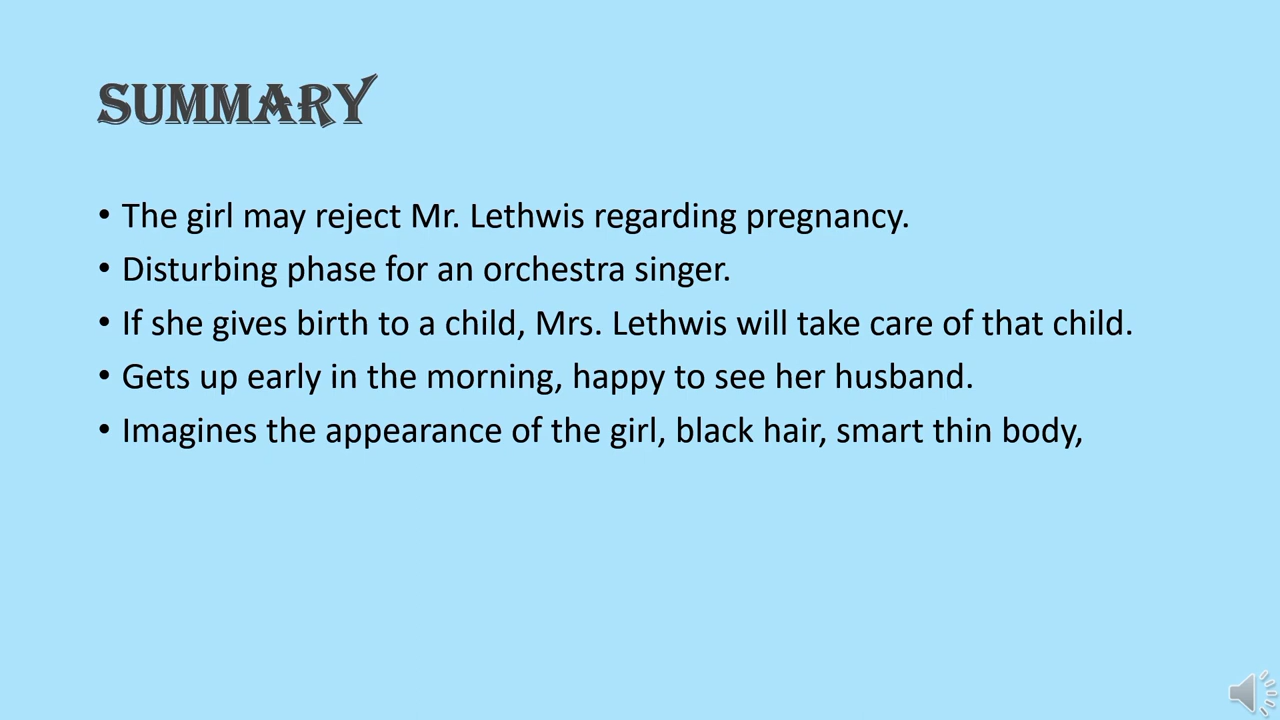 SUMMARY
• The girl may reject Mr. Lethwis regarding pregnancy.
• Disturbing phase for an orchestra singer.
• If she gives birth to a child, Mrs. Lethwis will take care of that child.
• Gets up early in the morning, happy to see her husband.
• Imagines the appearance of the girl, black hair, smart thin body,